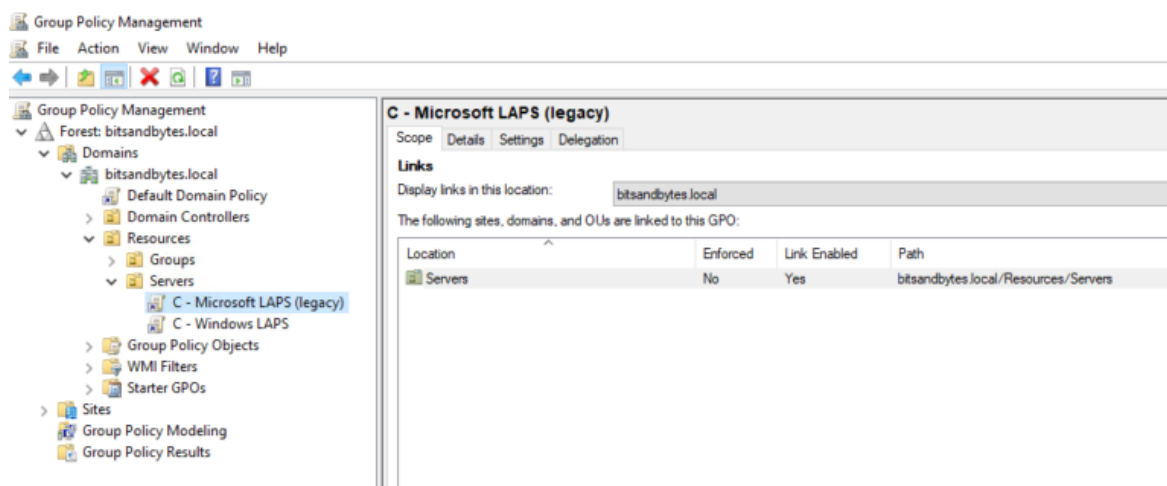 Group Policy Management
File Action View Window Help
Group Policy Management
Forest: bitsandbytes.local
Domains
bitsandbytes.local
Default Domain Policy
Domain Controllers
Resources
Groups
Servers
C - Microsoft LAPS (legacy)
C - Windows LAPS
Group Policy Objects
WMI Filters
Starter GPOs
Sites
Group Policy Modeling
Group Policy Results
C - Microsoft LAPS (legacy)
Scope Details Settings Delegation
Links
Display links in this location: bitsandbytes.local
The following sites, domains, and OUs are linked to this GPO:
Location Enforced Link Enabled Path
Servers No Yes bitsandbytes.local/Resources/Servers